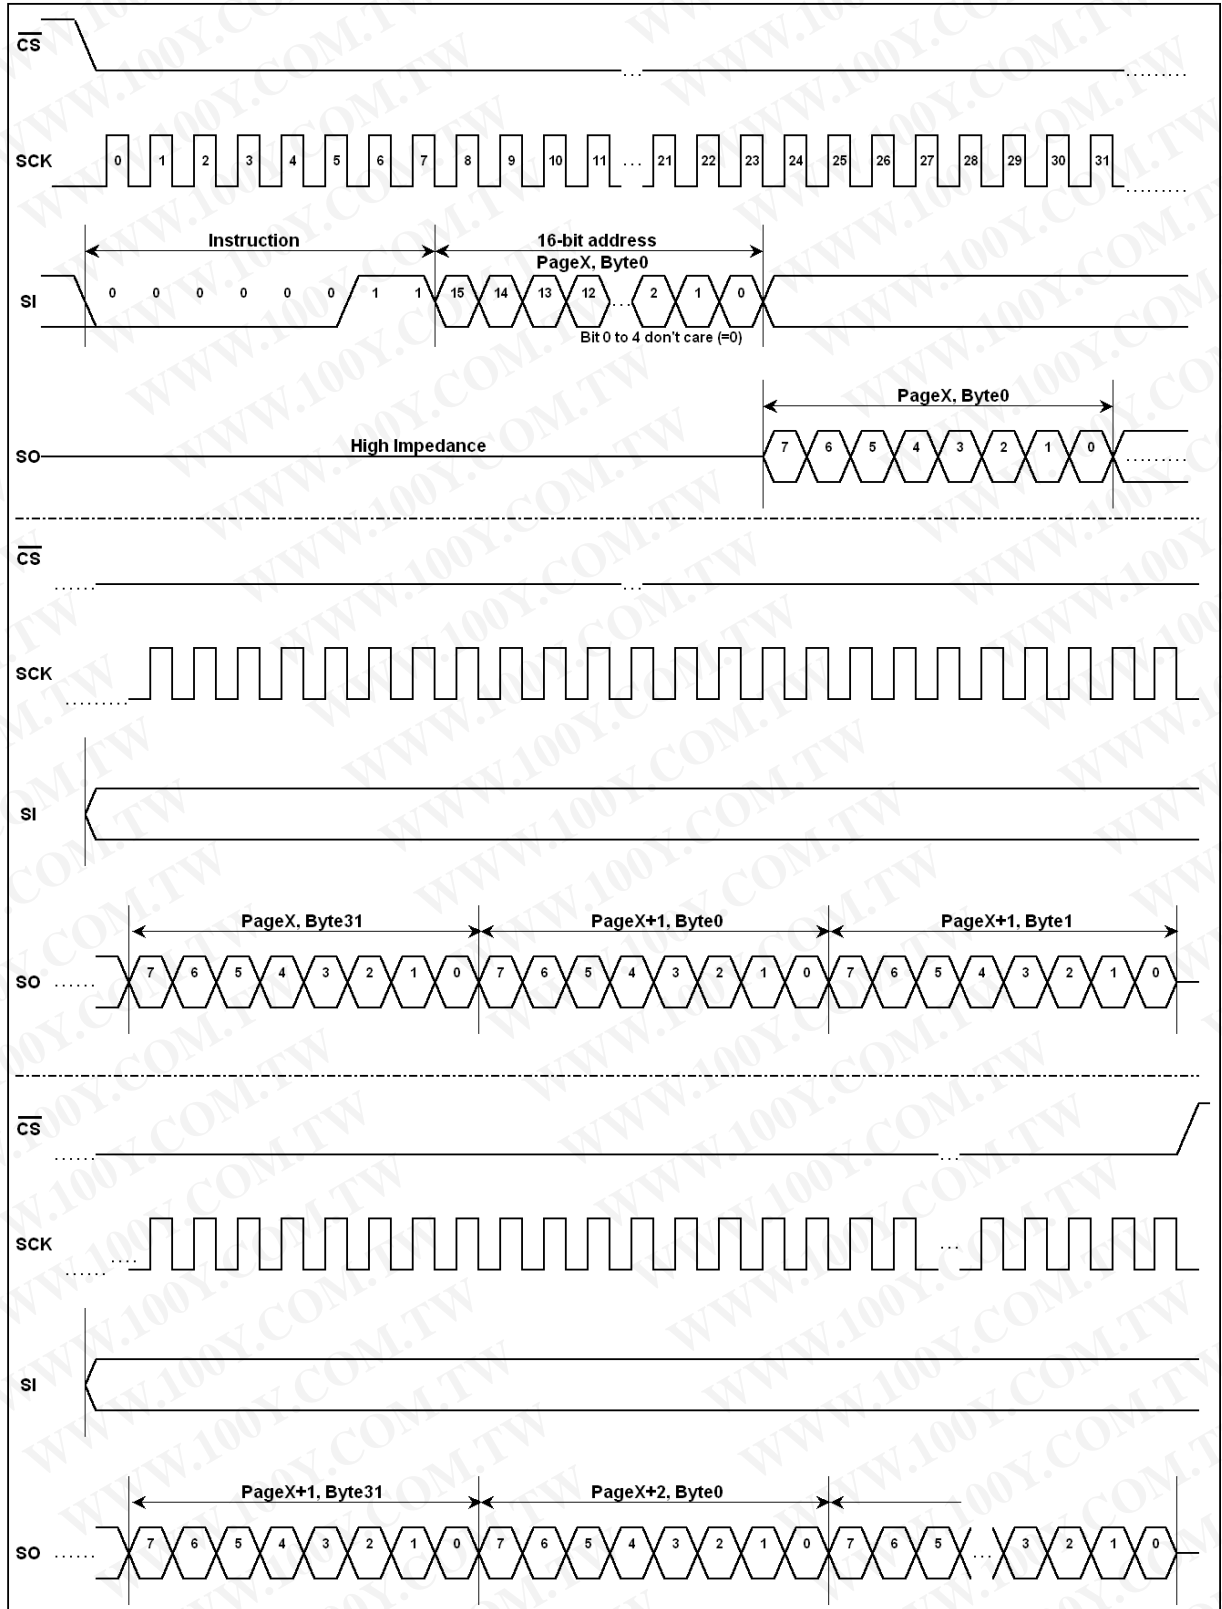 CS
SCK 0 1 2 3 4 5 6 7 8 9 10 11 ... 21 22 23 24 25 26 27 28 29 30 31 .........
Instruction 16-bit address
PageX, Byte0
SI 0 0 0 0 0 0 1 1 15 14 13 12 ... 2 1 0
Bit 0 to 4 don't care (=0)
PageX, Byte0
SO High Impedance 7 6 5 4 3 2 1 0 .........
CS
SCK
SI
PageX, Byte31 PageX+1, Byte0 PageX+1, Byte1
SO ...... 7 6 5 4 3 2 1 0 7 6 5 4 3 2 1 0 7 6 5 4 3 2 1 0
CS
SCK
SI
PageX+1, Byte31 PageX+2, Byte0
SO ...... 7 6 5 4 3 2 1 0 7 6 5 4 3 2 1 0 7 6 5 ... 3 2 1 0
WWW.100Y.COM.TW